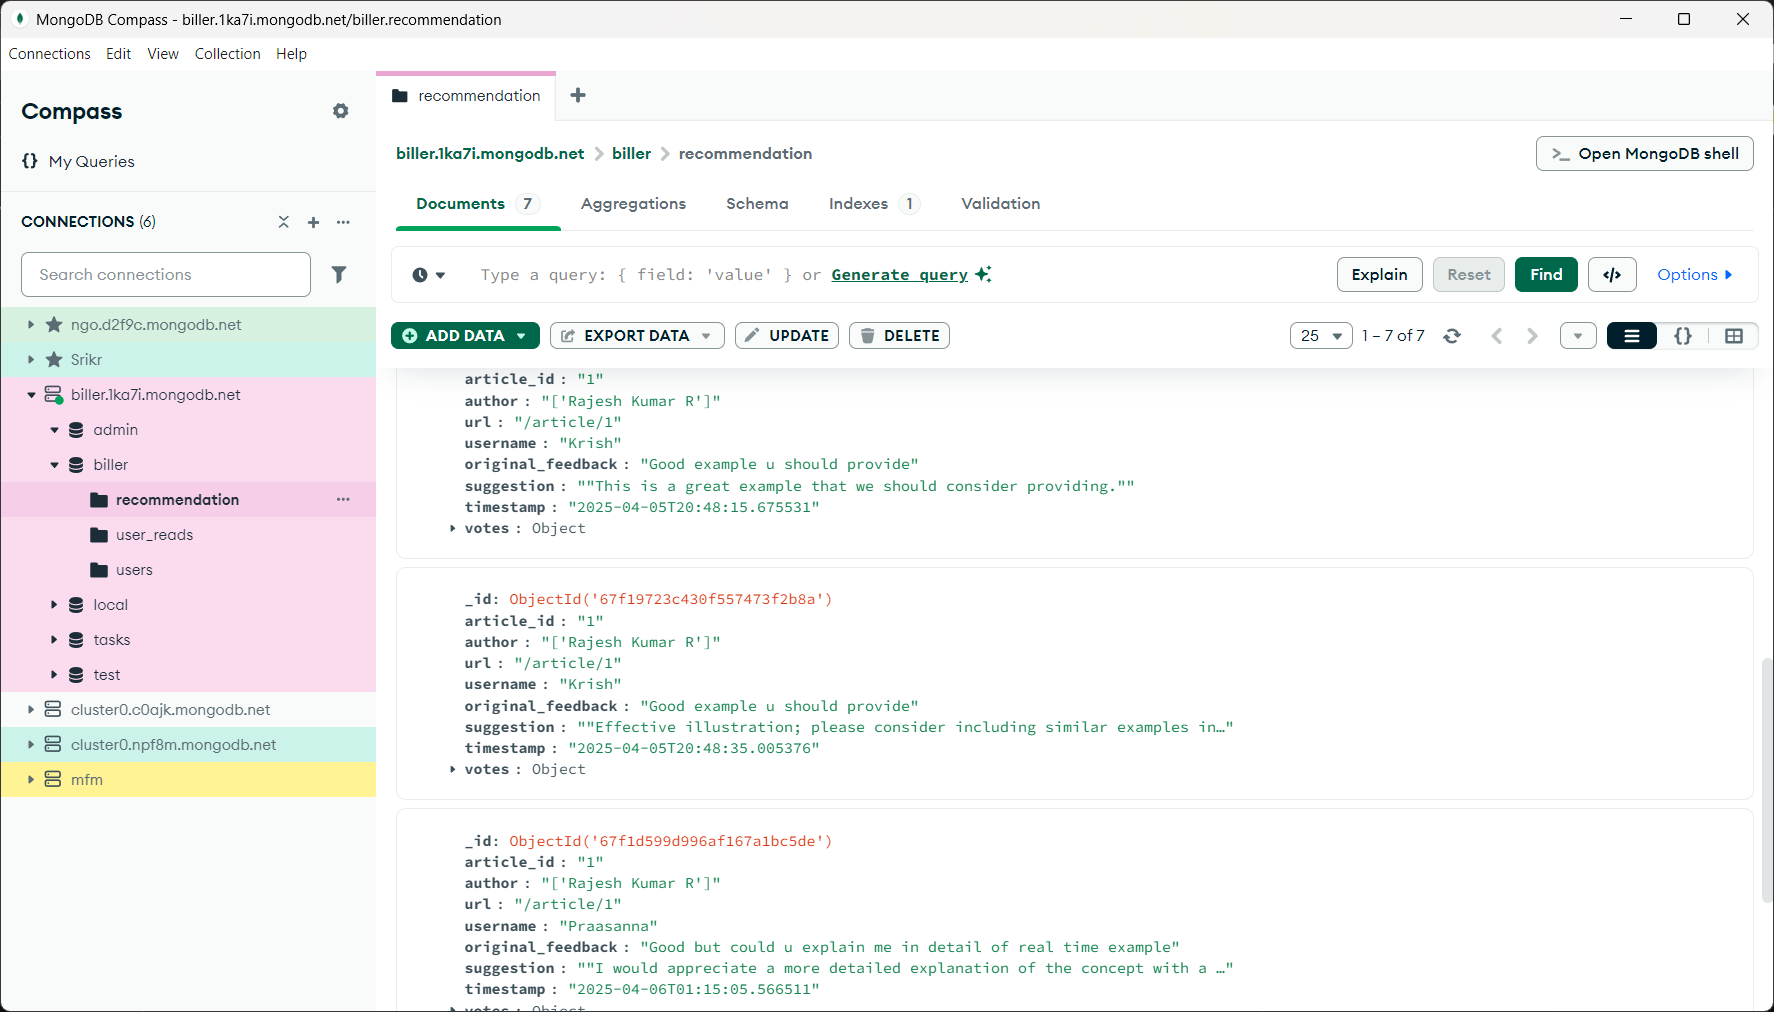 MongoDB Compass - biller.1ka7i.mongodb.net/biller.recommendation
Connections Edit View Collection Help
Compass
{} My Queries
CONNECTIONS (6)
Search connections
ngo.d2f9c.mongodb.net
Srikr
biller.1ka7i.mongodb.net
admin
biller
recommendation
user_reads
users
local
tasks
test
cluster0.c0ajk.mongodb.net
cluster0.npf8m.mongodb.net
mfm
recommendation
biller.1ka7i.mongodb.net > biller > recommendation
>_ Open MongoDB shell
Documents 7 Aggregations Schema Indexes 1 Validation
Type a query: { field: 'value' } or Generate query
Explain Reset Find </> Options
ADD DATA EXPORT DATA UPDATE DELETE
25 1 – 7 of 7 {}
article_id : "1"
author : "['Rajesh Kumar R']"
url : "/article/1"
username : "Krish"
original_feedback : "Good example u should provide"
suggestion : ""This is a great example that we should consider providing.""
timestamp : "2025-04-05T20:48:15.675531"
votes : Object
_id: ObjectId('67f19723c430f557473f2b8a')
article_id : "1"
author : "['Rajesh Kumar R']"
url : "/article/1"
username : "Krish"
original_feedback : "Good example u should provide"
suggestion : ""Effective illustration; please consider including similar examples in…"
timestamp : "2025-04-05T20:48:35.005376"
votes : Object
_id: ObjectId('67f1d599d996af167a1bc5de')
article_id : "1"
author : "['Rajesh Kumar R']"
url : "/article/1"
username : "Praasanna"
original_feedback : "Good but could u explain me in detail of real time example"
suggestion : ""I would appreciate a more detailed explanation of the concept with a …"
timestamp : "2025-04-06T01:15:05.566511"
votes : Object